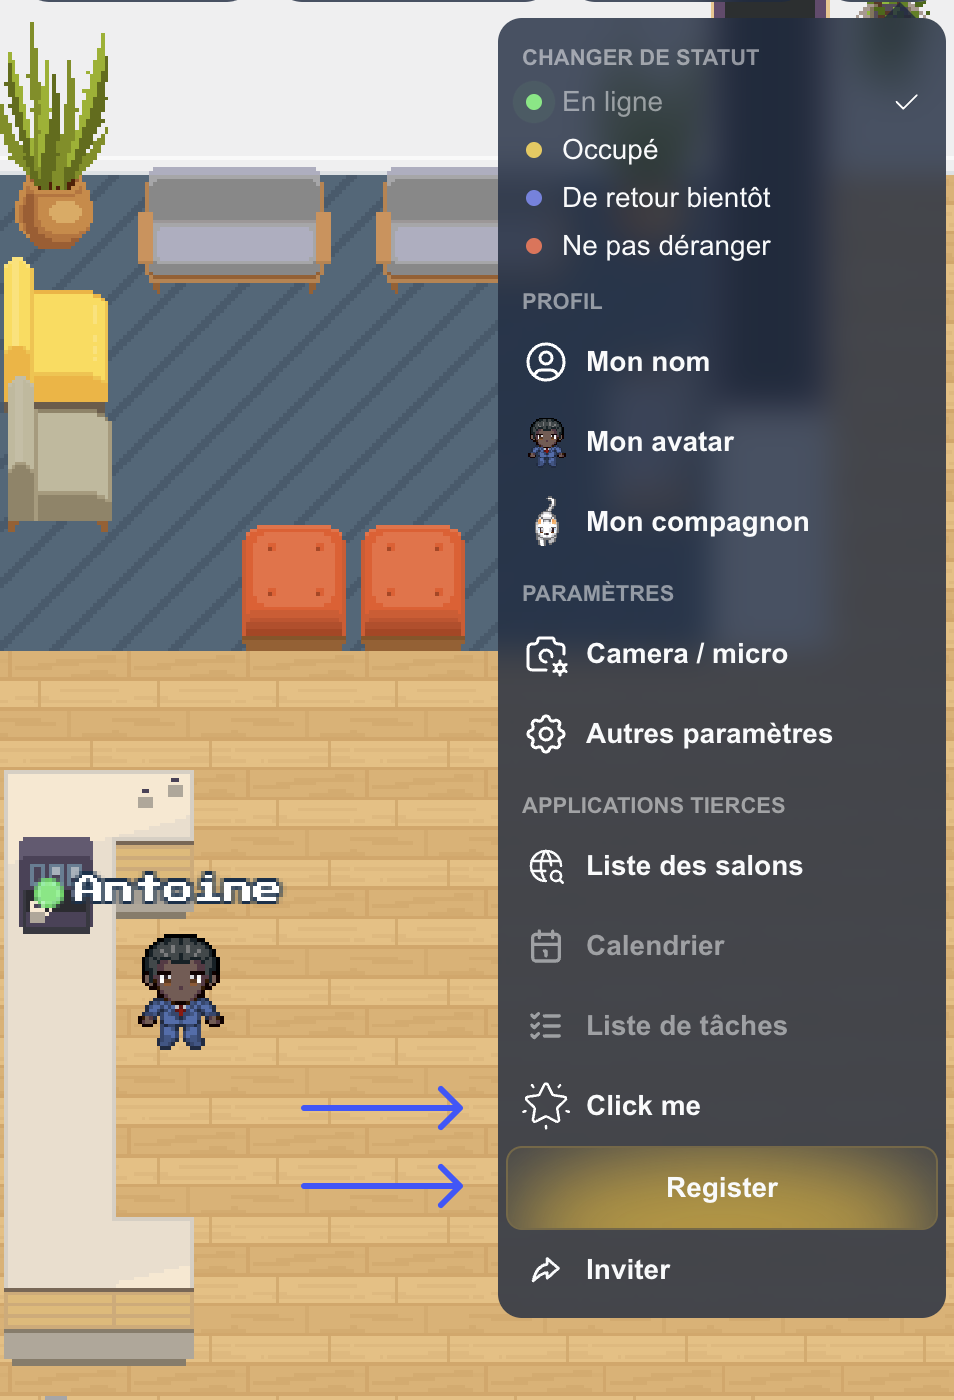 CHANGER DE STATUT
En ligne
Occupé
De retour bientôt
Ne pas déranger
PROFIL
Mon nom
Mon avatar
Mon compagnon
PARAMÈTRES
Camera / micro
Autres paramètres
APPLICATIONS TIERCES
Liste des salons
Antoine
Calendrier
Liste de tâches
Click me
Register
Inviter